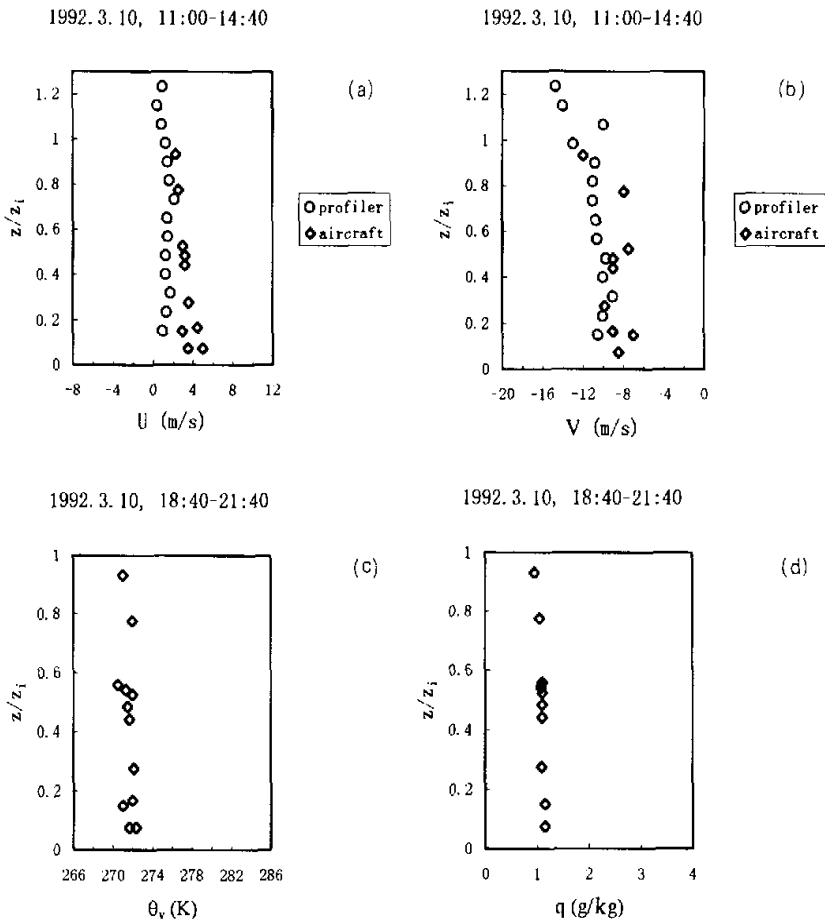 1992. 3. 10, 11:00-14:40
1992. 3. 10, 11:00-14:40
(a)
1.2
1
0.8
0.6
0.4
0.2
0
z/z_i
-8 -4 0 4 8 12
U (m/s)
profiler
aircraft
(b)
1.2
1
0.8
0.6
0.4
0.2
0
z/z_i
-20 -16 -12 -8 -4 0
V (m/s)
profiler
aircraft
1992. 3. 10, 18:40-21:40
1992. 3. 10, 18:40-21:40
(c)
1
0.8
0.6
0.4
0.2
0
z/z_i
266 270 274 278 282 286
θ_v (K)
(d)
1
0.8
0.6
0.4
0.2
0
z/z_i
0 1 2 3 4
q (g/kg)